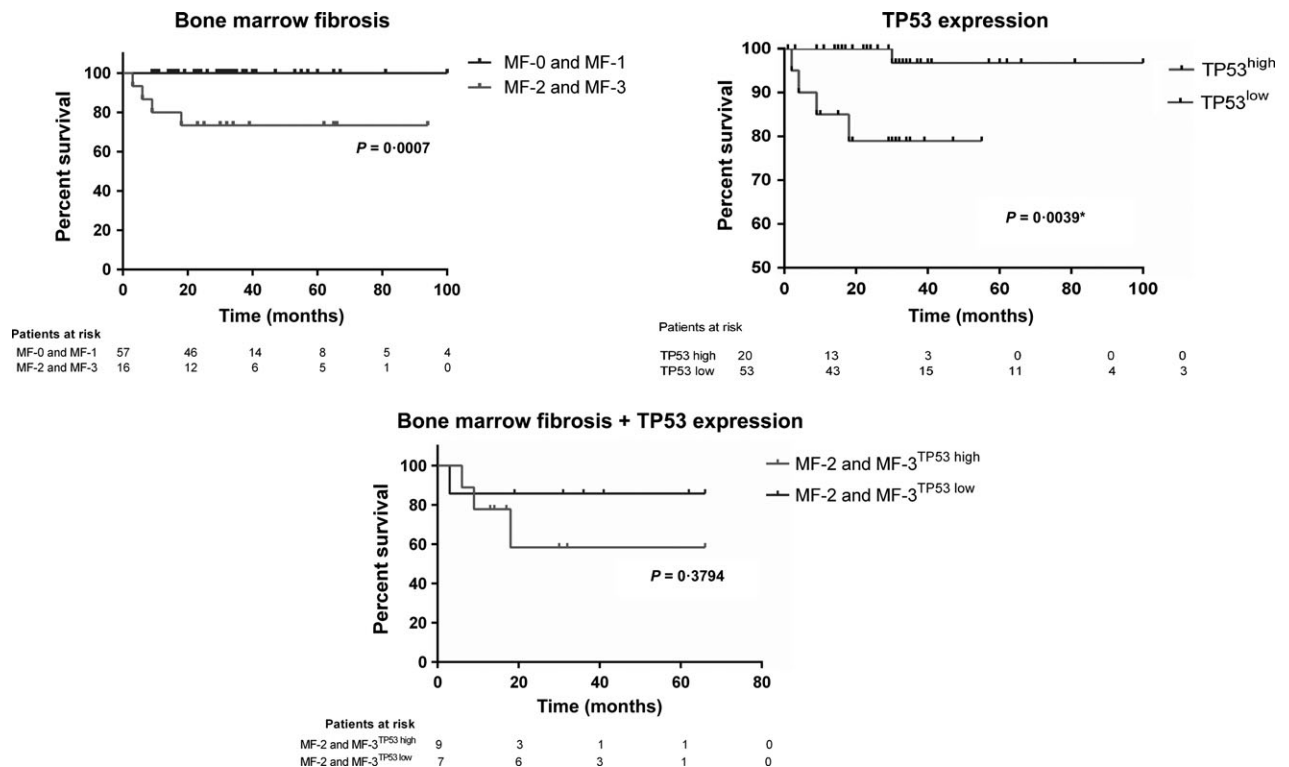 Bone marrow fibrosis
Percent survival
100
80
60
40
20
0
MF-0 and MF-1
MF-2 and MF-3
P = 0·0007
0 20 40 60 80 100
Time (months)
Patients at risk
MF-0 and MF-1 57 46 14 8 5 4
MF-2 and MF-3 16 12 6 5 1 0
TP53 expression
Percent survival
100
90
80
70
60
50
TP53high
TP53low
P = 0·0039*
0 20 40 60 80 100
Time (months)
Patients at risk
TP53 high 20 13 3 0 0 0
TP53 low 53 43 15 11 4 3
Bone marrow fibrosis + TP53 expression
Percent survival
100
80
60
40
20
0
MF-2 and MF-3TP53 high
MF-2 and MF-3TP53 low
P = 0·3794
0 20 40 60 80
Time (months)
Patients at risk
MF-2 and MF-3TP53 high 9 3 1 1 0
MF-2 and MF-3TP53 low 7 6 3 1 0